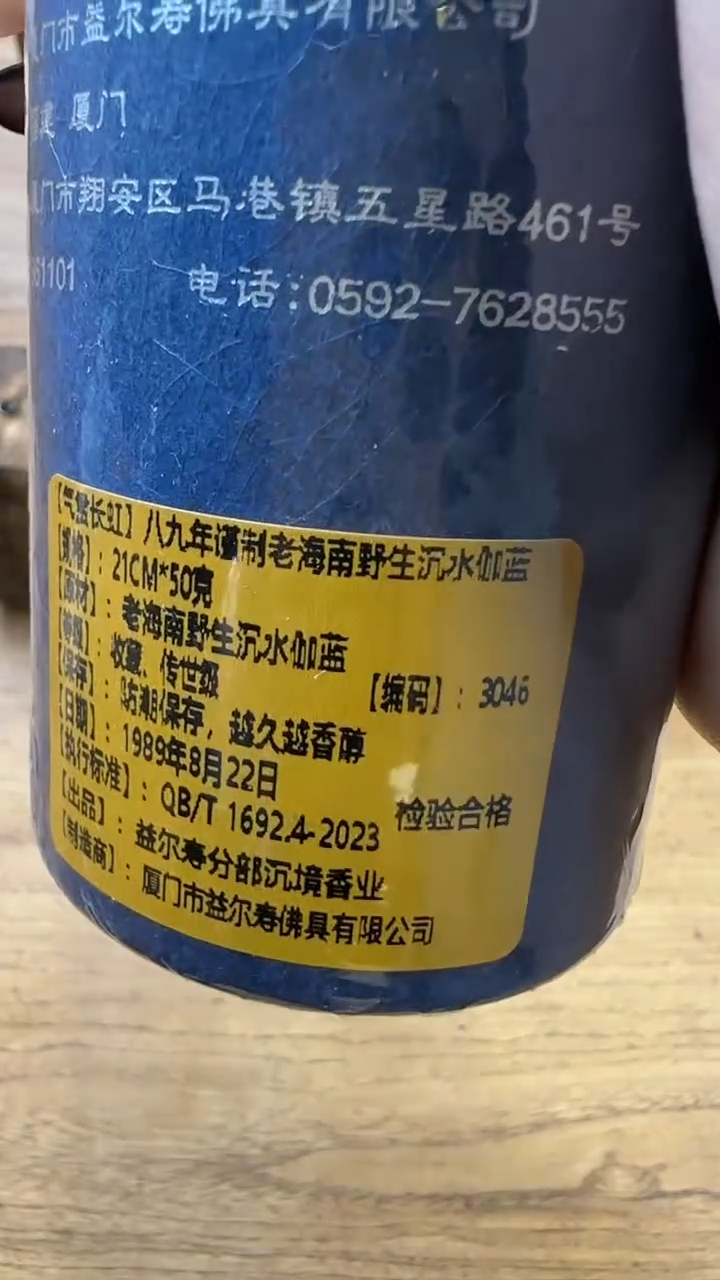 门市益尔寿佛具有限公司
福建 厦门
厦门市翔安区马巷镇五星路461号
361101 电话:0592-7628555
【气贯长虹】八九年谨制老海南野生沉水伽蓝
【规格】:21CM*50克
【原材】:老海南野生沉水伽蓝
【等级】:收藏、传世级 【编码】:3046
【保存】:防潮保存,越久越香醇
【日期】:1989年8月22日
【执行标准】:QB/T 1692.4-2023 检验合格
【出品】:益尔寿分部沉境香业
【制造商】:厦门市益尔寿佛具有限公司